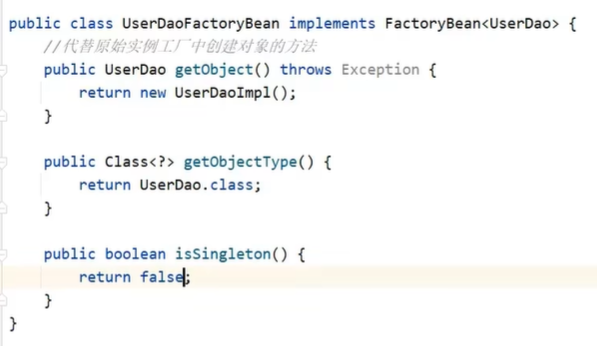 public class UserDaoFactoryBean implements FactoryBean<UserDao> {
//代替原始实例工厂中创建对象的方法
public UserDao getObject() throws Exception {
return new UserDaoImpl();
}
public Class<?> getObjectType() {
return UserDao.class;
}
public boolean isSingleton() {
return false;
}
}